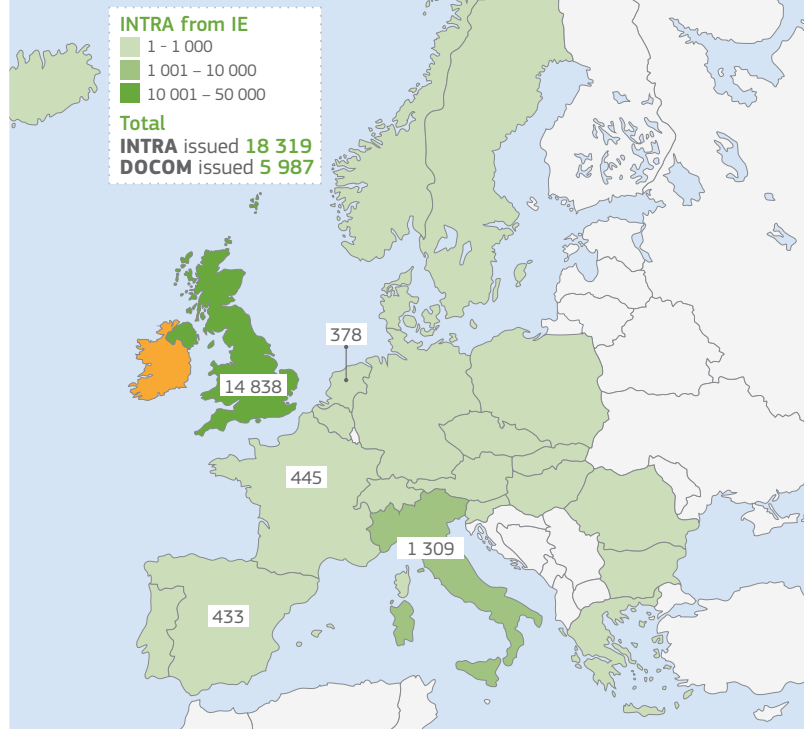 INTRA from IE
1 - 1 000
1 001 – 10 000
10 001 – 50 000
Total
INTRA issued 18 319
DOCOM issued 5 987
378
14 838
445
1 309
433